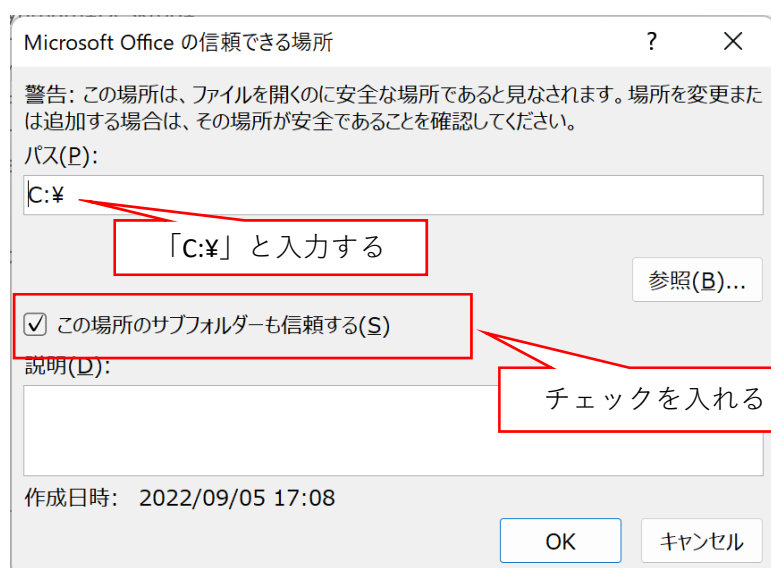 Microsoft Office の信頼できる場所
?
警告: この場所は、ファイルを開くのに安全な場所であると見なされます。場所を変更また
は追加する場合は、その場所が安全であることを確認してください。
パス(P):
C:¥
「C:¥」と入力する
参照(B)...
この場所のサブフォルダーも信頼する(S)
説明(D):
チェックを入れる
作成日時: 2022/09/05 17:08
OK
キャンセル